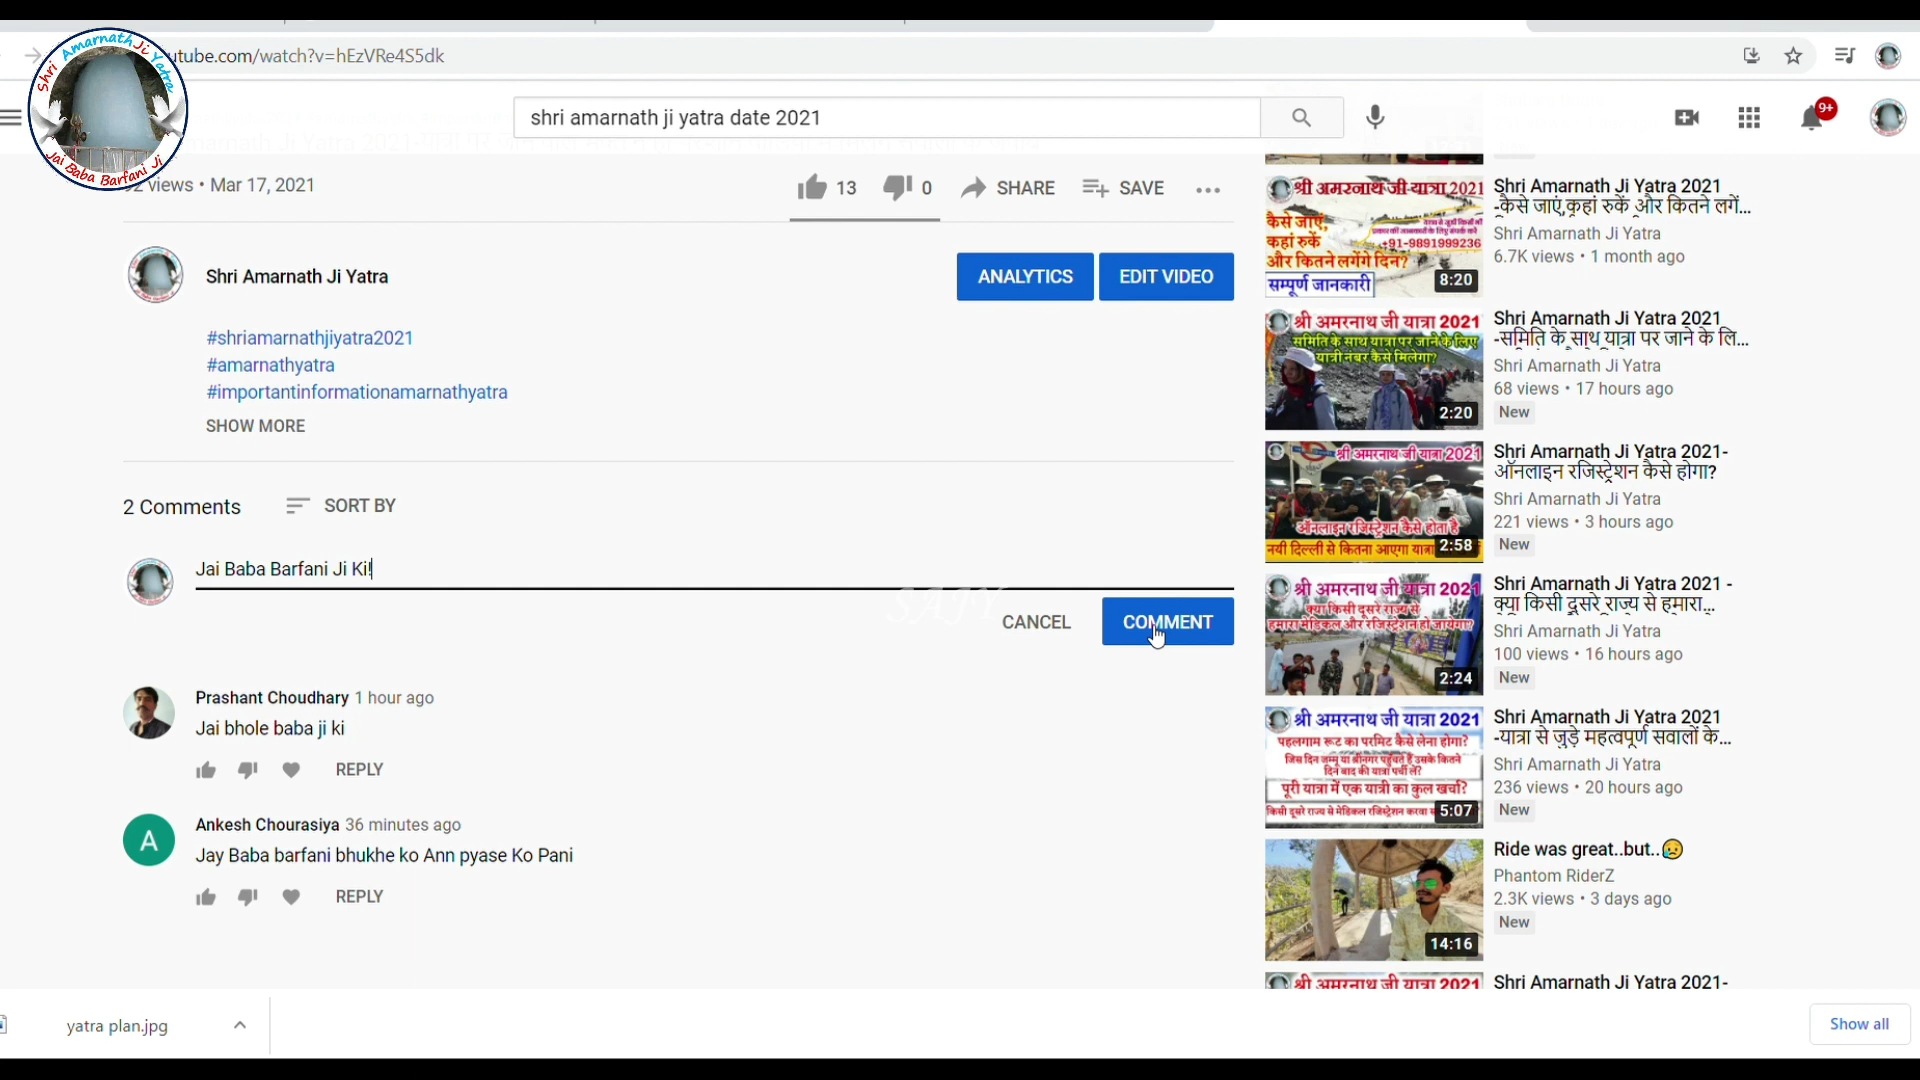 Shri AmarnathJi Yatra
Jai Baba Barfani Ji
utube.com/watch?v=hEzVRe4S5dk
shri amarnath ji yatra date 2021
9+
views • Mar 17, 2021
13
0
SHARE
SAVE
Shri Amarnath Ji Yatra
ANALYTICS
EDIT VIDEO
#shriamarnathjiyatra2021
#amarnathyatra
#importantinformationamarnathyatra
SHOW MORE
2 Comments
SORT BY
Jai Baba Barfani Ji Ki!
CANCEL
COMMENT
Prashant Choudhary 1 hour ago
Jai bhole baba ji ki
REPLY
A
Ankesh Chourasiya 36 minutes ago
Jay Baba barfani bhukhe ko Ann pyase Ko Pani
REPLY
श्री अमरनाथ जी यात्रा 2021
कैसे जाएं,
कहां रुकें
+91-9891999236
और कितने लगेंगे दिन?
सम्पूर्ण जानकारी
8:20
Shri Amarnath Ji Yatra 2021
-कैसे जाएं,कहां रुकें और कितने लगें...
Shri Amarnath Ji Yatra
6.7K views • 1 month ago
श्री अमरनाथ जी यात्रा 2021
समिति के साथ यात्रा पर जाने के लिए
यात्री नंबर कैसे मिलेगा?
2:20
Shri Amarnath Ji Yatra 2021
-समिति के साथ यात्रा पर जाने के लि...
Shri Amarnath Ji Yatra
68 views • 17 hours ago
New
श्री अमरनाथ जी यात्रा 2021
ऑनलाइन रजिस्ट्रेशन कैसे होता है
नयी दिल्ली से कितना आएगा
2:58
Shri Amarnath Ji Yatra 2021-
ऑनलाइन रजिस्ट्रेशन कैसे होगा?
Shri Amarnath Ji Yatra
221 views • 3 hours ago
New
श्री अमरनाथ जी यात्रा 2021
क्या किसी दूसरे राज्य से
हमारा मेडिकल और रजिस्ट्रेशन हो जायेगा?
2:24
Shri Amarnath Ji Yatra 2021 -
क्या किसी दूसरे राज्य से हमारा...
Shri Amarnath Ji Yatra
100 views • 16 hours ago
New
श्री अमरनाथ जी यात्रा 2021
पहलगाम रूट का परमिट कैसे लेना होगा?
जिस दिन जम्मू या श्रीनगर पहुंचते हैं उसके कितने
दिन बाद की यात्रा पर्ची लें?
पूरी यात्रा में एक यात्री का कुल खर्चा?
किसी दूसरे राज्य से मेडिकल रजिस्ट्रेशन करवा
5:07
Shri Amarnath Ji Yatra 2021
-यात्रा से जुड़े महत्वपूर्ण सवालों के...
Shri Amarnath Ji Yatra
236 views • 20 hours ago
New
14:16
Ride was great..but..😥
Phantom RiderZ
2.3K views • 3 days ago
New
श्री अमरनाथ जी यात्रा 2021
Shri Amarnath Ji Yatra 2021-
yatra plan.jpg
Show all